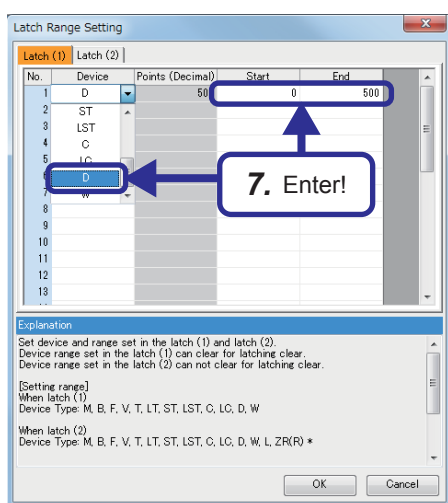 Latch Range Setting
Latch (1) Latch (2)
No. Device Points (Decimal) Start End
1 D 50 0 500
2 ST
3 LST
4 C
5 LC
6 D
7 W
8
9
10
11
12
13
7. Enter!
Explanation
Set device and range set in the latch (1) and latch (2).
Device range set in the latch (1) can clear for latching clear.
Device range set in the latch (2) can not clear for latching clear.
[Setting range]
When latch (1)
Device Type: M, B, F, V, T, LT, ST, LST, C, LC, D, W
When latch (2)
Device Type: M, B, F, V, T, LT, ST, LST, C, LC, D, W, L, ZR(R) *
OK Cancel